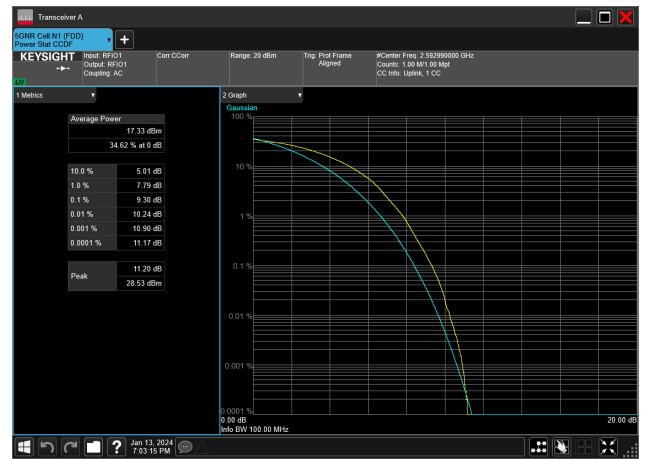 Transceiver A
5GNR Cell N1 (FDD)
Power Stat CCDF
KEYSIGHT
Input: RFIO1
Output: RFIO1
Coupling: AC
Corr CCorr
Range: 20 dBm
Trig: Prot Frame
Aligned
#Center Freq: 2.592990000 GHz
Counts: 1.00 M/1.00 Mpt
CC Info: Uplink, 1 CC
LXI
1 Metrics
Average Power
17.33 dBm
34.62 % at 0 dB
10.0 % 5.01 dB
1.0 % 7.79 dB
0.1 % 9.30 dB
0.01 % 10.24 dB
0.001 % 10.90 dB
0.0001 % 11.17 dB
Peak
11.20 dB
28.53 dBm
2 Graph
Gaussian
100 %
10 %
1 %
0.1 %
0.01 %
0.001 %
0.0001 %
0.00 dB
20.00 dB
Info BW 100.00 MHz
Jan 13, 2024
7:03:15 PM